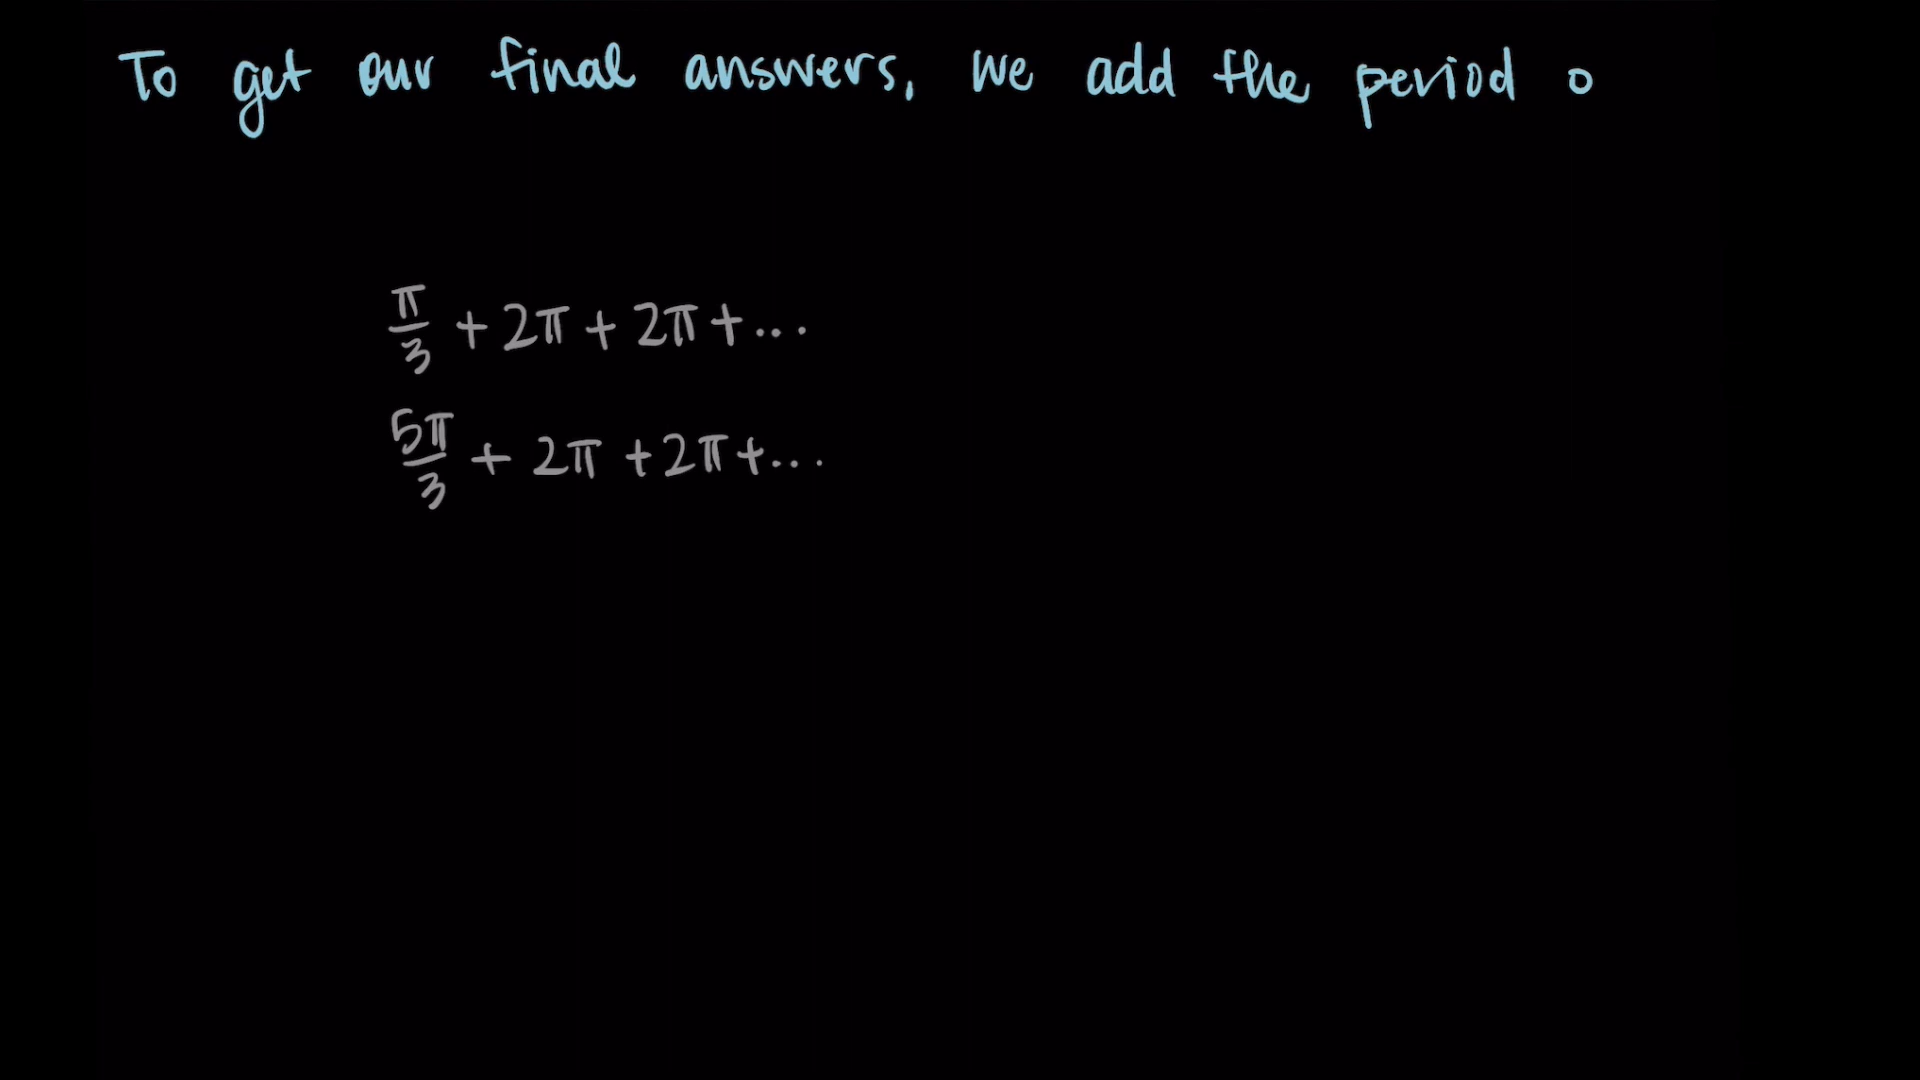 To get our final answers, we add the period o
π/3 + 2π + 2π + ...
5π/3 + 2π + 2π + ...